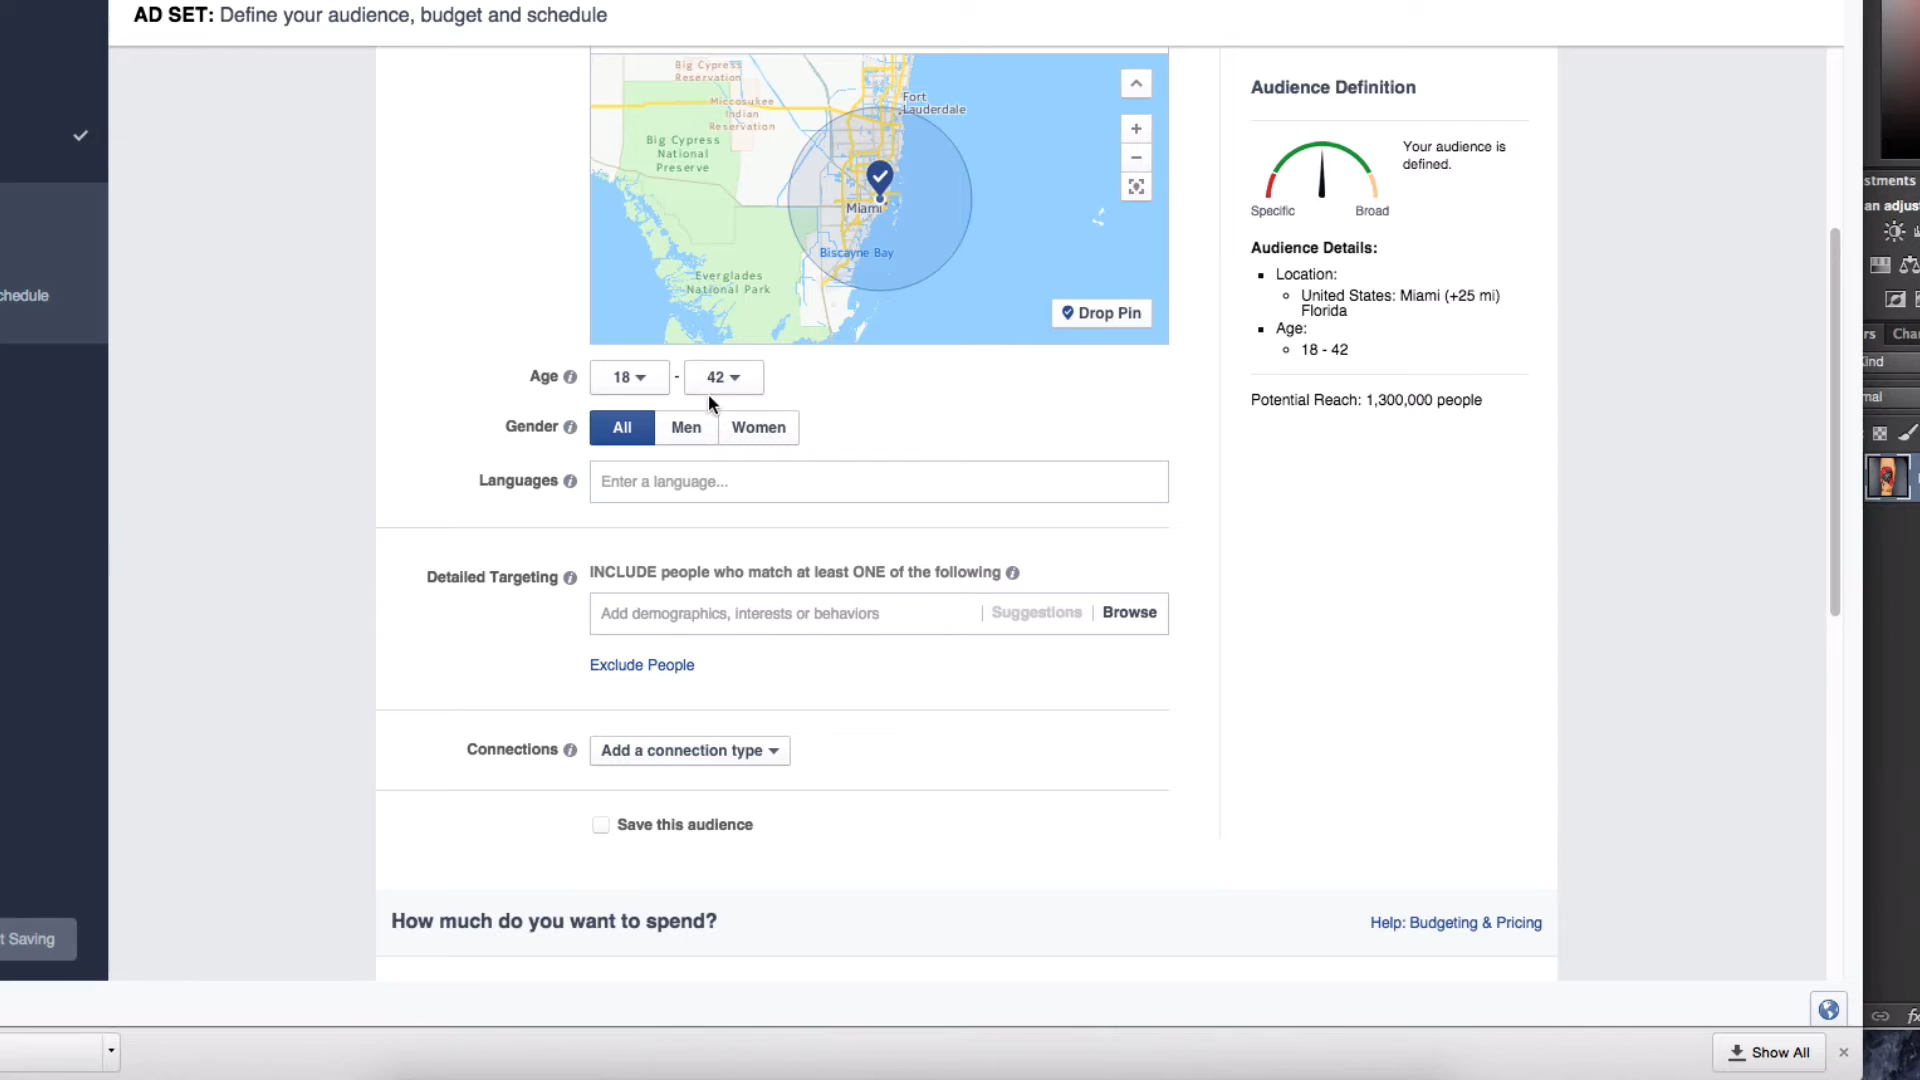 AD SET: Define your audience, budget and schedule
Big Cypress
Reservation
Miccosukee
Indian
Reservation
Big Cypress
National
Preserve
Fort
Lauderdale
Miami
Biscayne Bay
Everglades
National Park
+
−
Drop Pin
Audience Definition
Your audience is
defined.
Specific
Broad
Audience Details:
Location:
United States: Miami (+25 mi)
Florida
Age:
18 - 42
Potential Reach: 1,300,000 people
chedule
Age
18 - 42
Gender
All Men Women
Languages
Enter a language...
Detailed Targeting
INCLUDE people who match at least ONE of the following
Add demographics, interests or behaviors | Suggestions | Browse
Exclude People
Connections
Add a connection type
Save this audience
How much do you want to spend?
Help: Budgeting & Pricing
t Saving
Show All
stments
an adjus
rs Cha
Kind
mal
fx